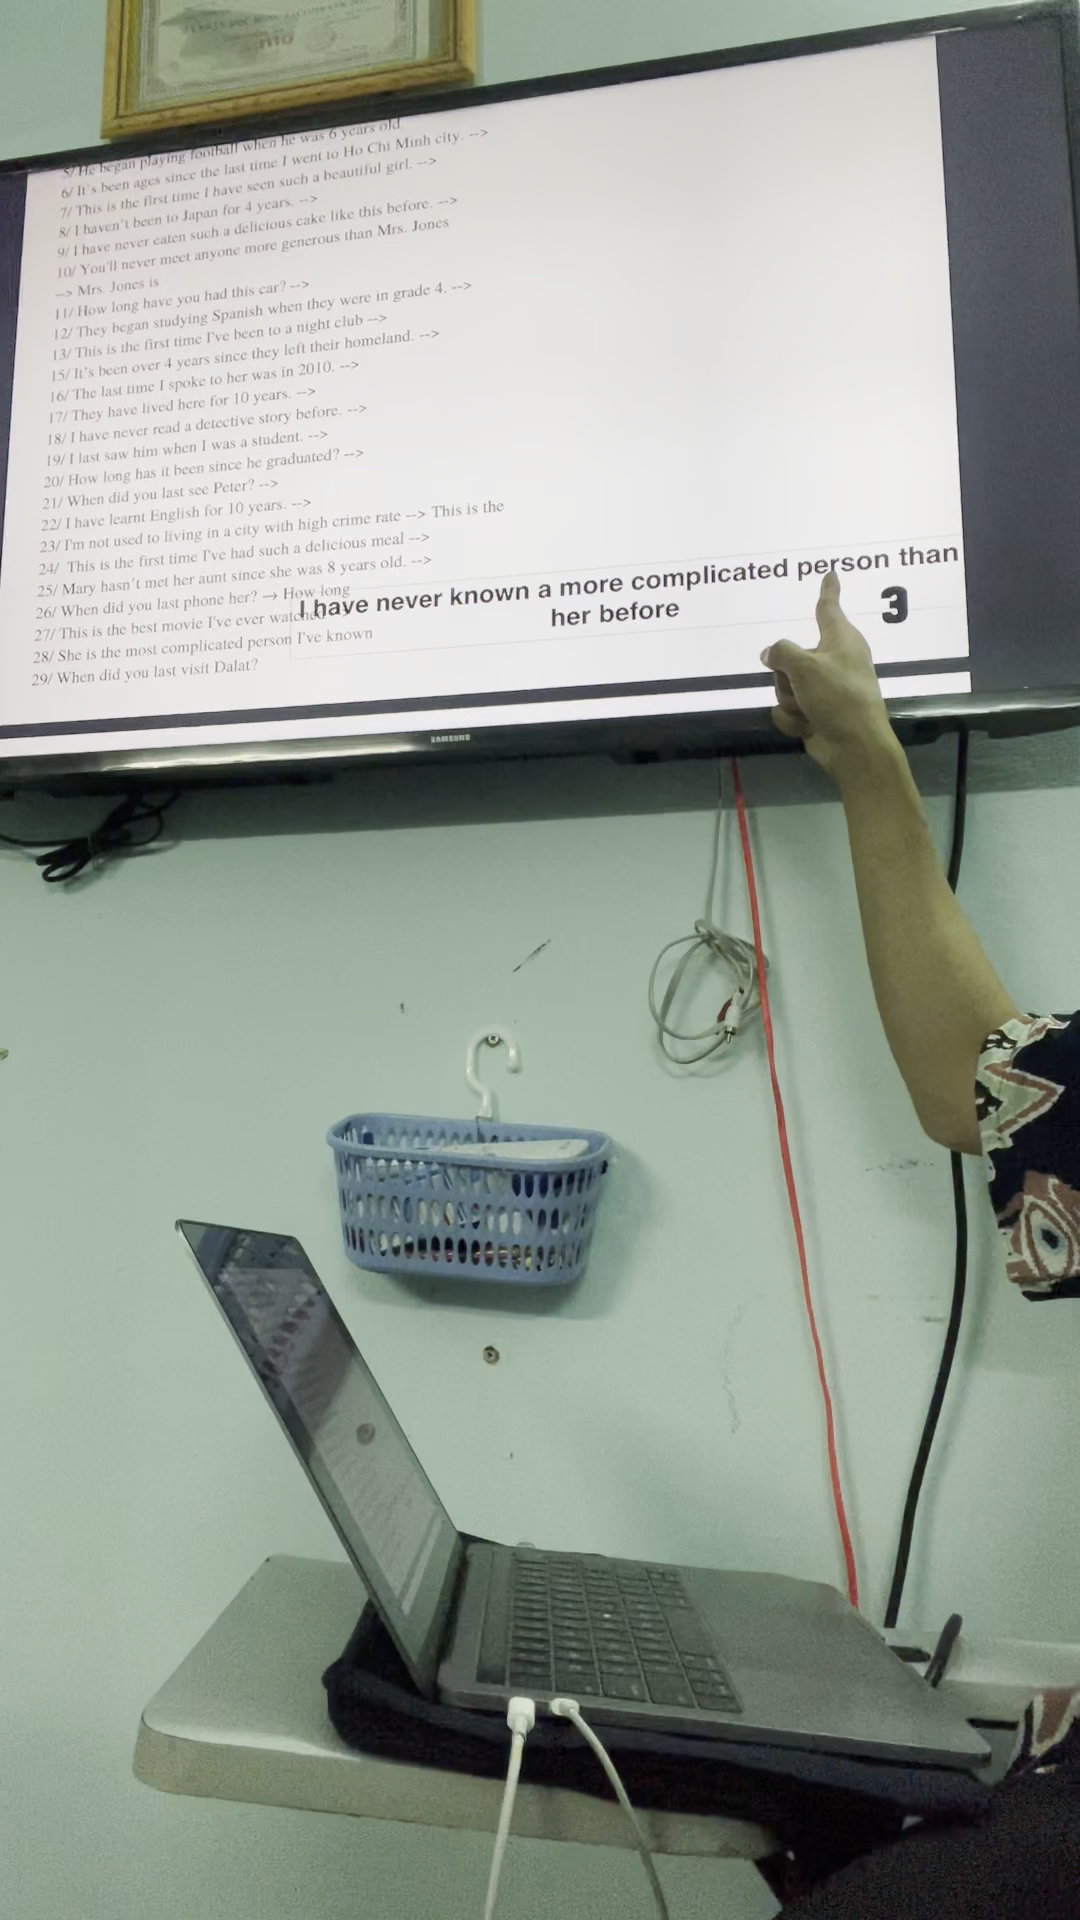 5/ He began playing football when he was 6 years old.
6/ It's been ages since the last time I went to Ho Chi Minh city. -->
7/ This is the first time I have seen such a beautiful girl. -->
8/ I haven't been to Japan for 4 years. -->
9/ I have never eaten such a delicious cake like this before. -->
10/ You'll never meet anyone more generous than Mrs. Jones
--> Mrs. Jones is
11/ How long have you had this car? -->
12/ They began studying Spanish when they were in grade 4. -->
13/ This is the first time I've been to a night club -->
15/ It's been over 4 years since they left their homeland. -->
16/ The last time I spoke to her was in 2010. -->
17/ They have lived here for 10 years. -->
18/ I have never read a detective story before. -->
19/ I last saw him when I was a student. -->
20/ How long has it been since he graduated? -->
21/ When did you last see Peter? -->
22/ I have learnt English for 10 years. -->
23/ I'm not used to living in a city with high crime rate --> This is the
24/ This is the first time I've had such a delicious meal -->
25/ Mary hasn't met her aunt since she was 8 years old. -->
26/ When did you last phone her? → How long
27/ This is the best movie I've ever watched
28/ She is the most complicated person I've known
29/ When did you last visit Dalat?
I have never known a more complicated person than
her before
3
SAMSUNG